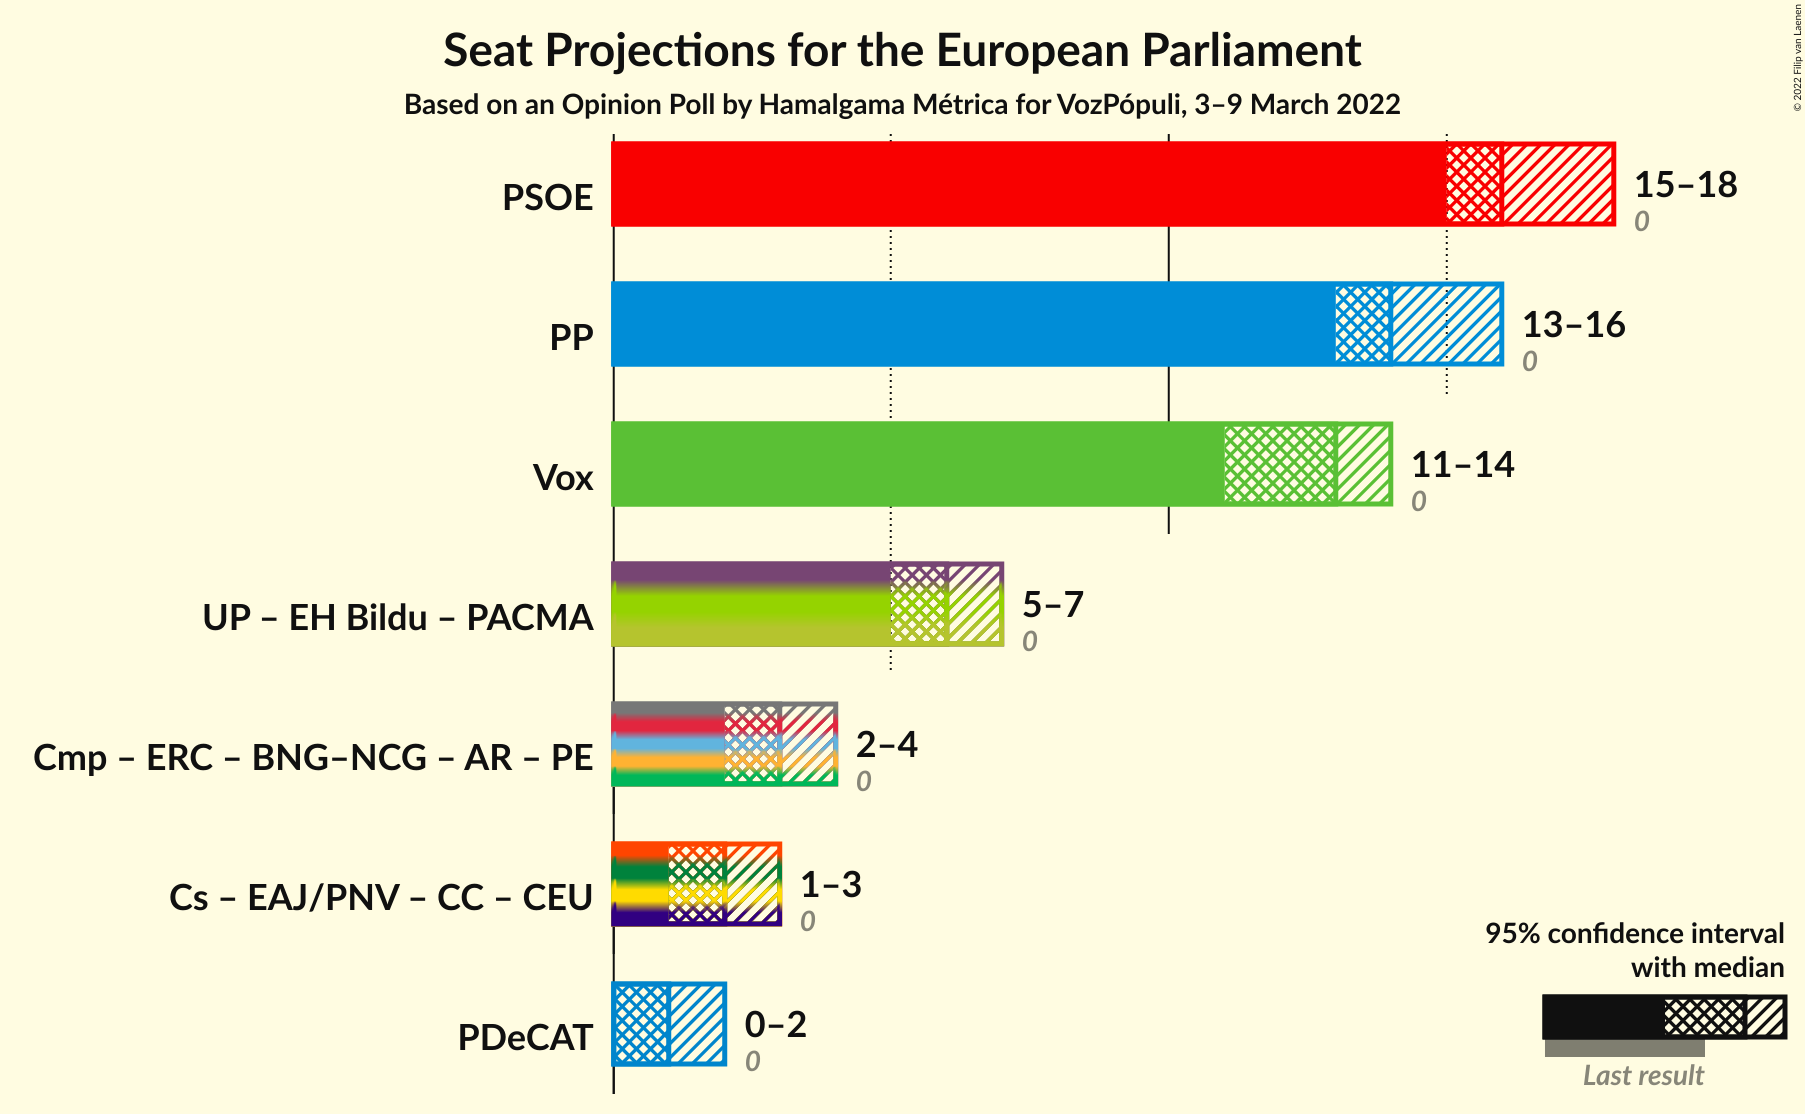 Seat Projections for the European Parliament
Based on an Opinion Poll by Hamalgama Métrica for VozPópuli, 3–9 March 2022
© 2022 Filip van Laenen
PSOE
15–18
0
PP
13–16
0
Vox
11–14
0
UP – EH Bildu – PACMA
5–7
0
Cmp – ERC – BNG–NCG – AR – PE
2–4
0
Cs – EAJ/PNV – CC – CEU
1–3
0
PDeCAT
0–2
0
95% confidence interval
with median
Last result